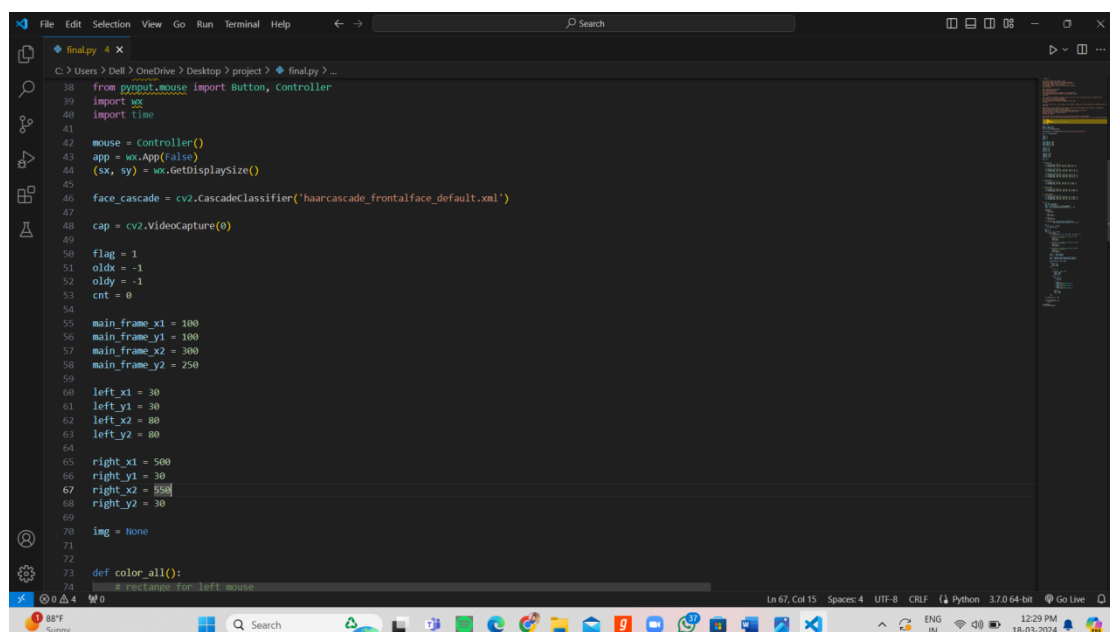 File Edit Selection View Go Run Terminal Help
Search
final.py 4
C: > Users > Dell > OneDrive > Desktop > project > final.py > ...
38 from pynput.mouse import Button, Controller
39 import wx
40 import time
41
42 mouse = Controller()
43 app = wx.App(False)
44 (sx, sy) = wx.GetDisplaySize()
45
46 face_cascade = cv2.CascadeClassifier('haarcascade_frontalface_default.xml')
47
48 cap = cv2.VideoCapture(0)
49
50 flag = 1
51 oldx = -1
52 oldy = -1
53 cnt = 0
54
55 main_frame_x1 = 100
56 main_frame_y1 = 100
57 main_frame_x2 = 300
58 main_frame_y2 = 250
59
60 left_x1 = 30
61 left_y1 = 30
62 left_x2 = 80
63 left_y2 = 80
64
65 right_x1 = 500
66 right_y1 = 30
67 right_x2 = 550
68 right_y2 = 30
69
70 img = None
71
72
73 def color_all():
74 # rectange for left mouse
0 4 0 Ln 67, Col 15 Spaces: 4 UTF-8 CRLF Python 3.7.0 64-bit Go Live
1 88°F
Sunny
Search
37
ENG
IN
12:29 PM
18-03-2024